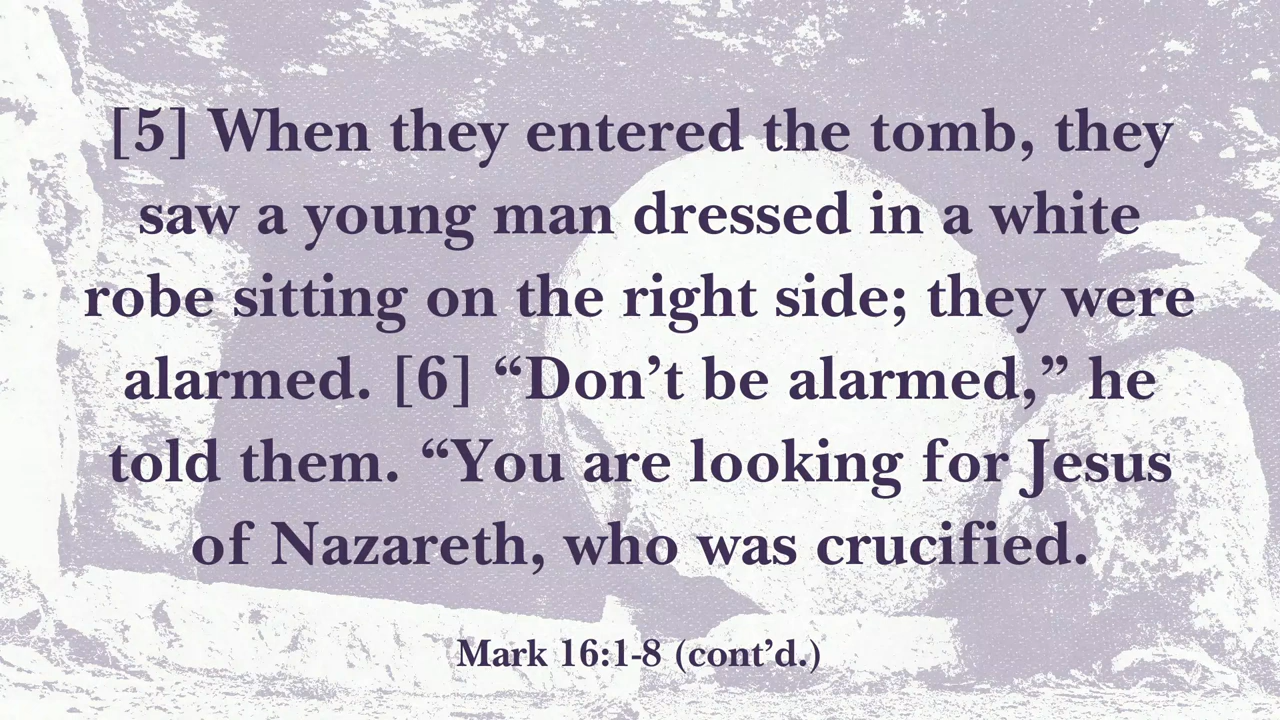 [5] When they entered the tomb, they
saw a young man dressed in a white
robe sitting on the right side; they were
alarmed. [6] “Don’t be alarmed,” he
told them. “You are looking for Jesus
of Nazareth, who was crucified.
Mark 16:1-8 (cont’d.)